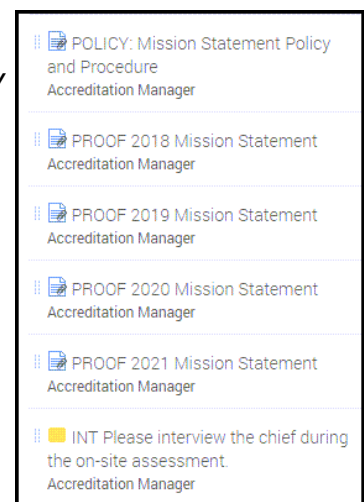 POLICY: Mission Statement Policy
and Procedure
Accreditation Manager
PROOF 2018 Mission Statement
Accreditation Manager
PROOF 2019 Mission Statement
Accreditation Manager
PROOF 2020 Mission Statement
Accreditation Manager
PROOF 2021 Mission Statement
Accreditation Manager
INT Please interview the chief during
the on-site assessment.
Accreditation Manager